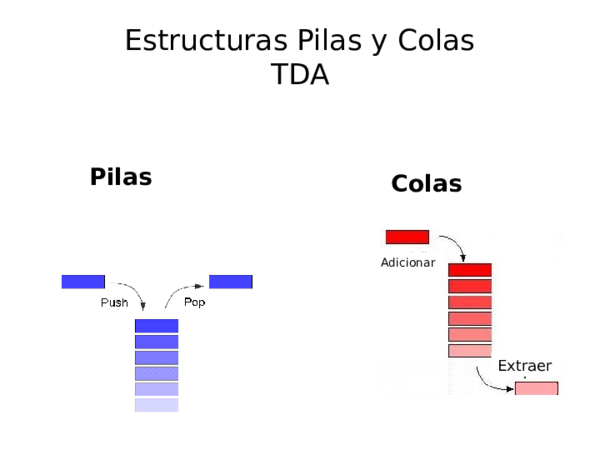 Estructuras Pilas y Colas
TDA
Pilas
Colas
Push
Pop
Adicionar
Extraer